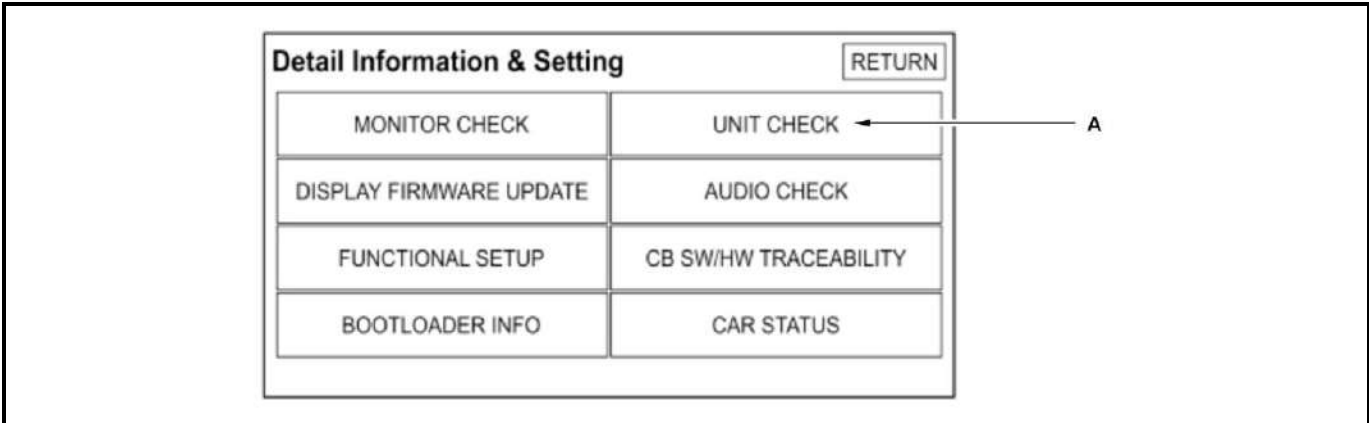 Detail Information & Setting
RETURN
MONITOR CHECK
UNIT CHECK
A
DISPLAY FIRMWARE UPDATE
AUDIO CHECK
FUNCTIONAL SETUP
CB SW/HW TRACEABILITY
BOOTLOADER INFO
CAR STATUS